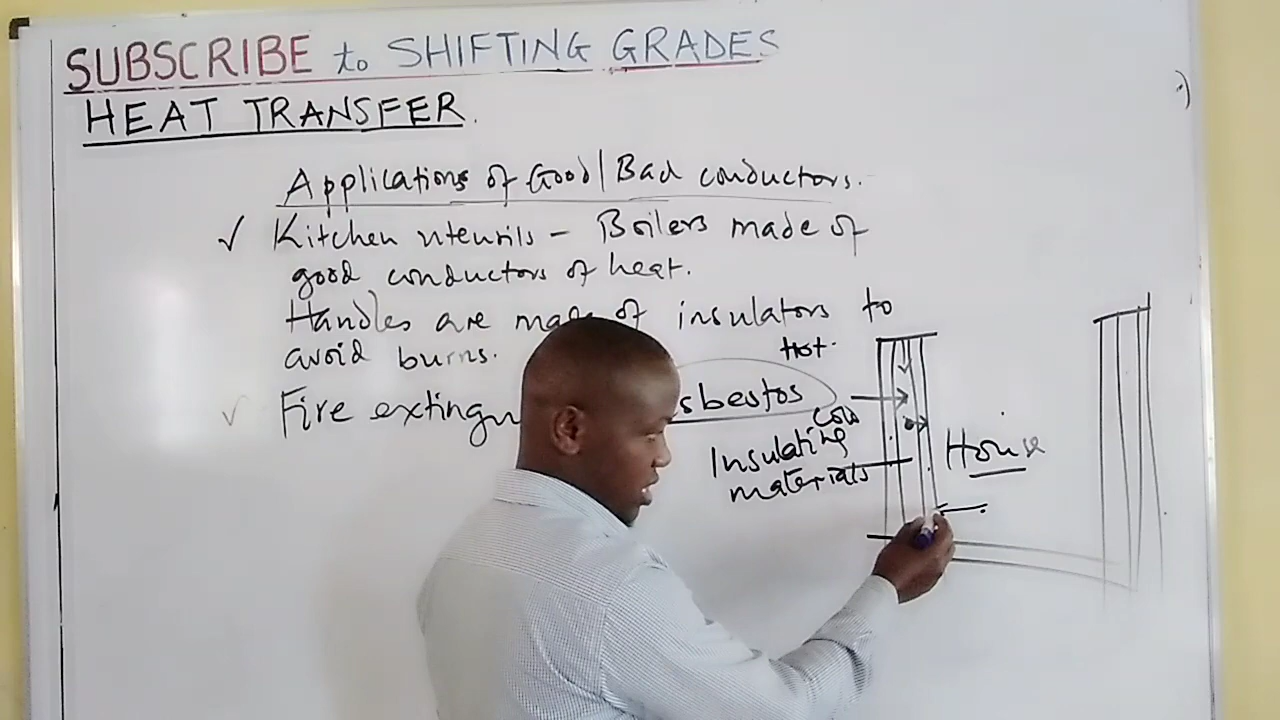 SUBSCRIBE to SHIFTING GRADES
HEAT TRANSFER.
Applications of Good/Bad conductors.
✓ Kitchen utensils - Boilers made of
good conductors of heat.
Handles are made of insulators to
avoid burns.
Hot.
✓ Fire extingu sbestos
Cold
Insulating
materials
House